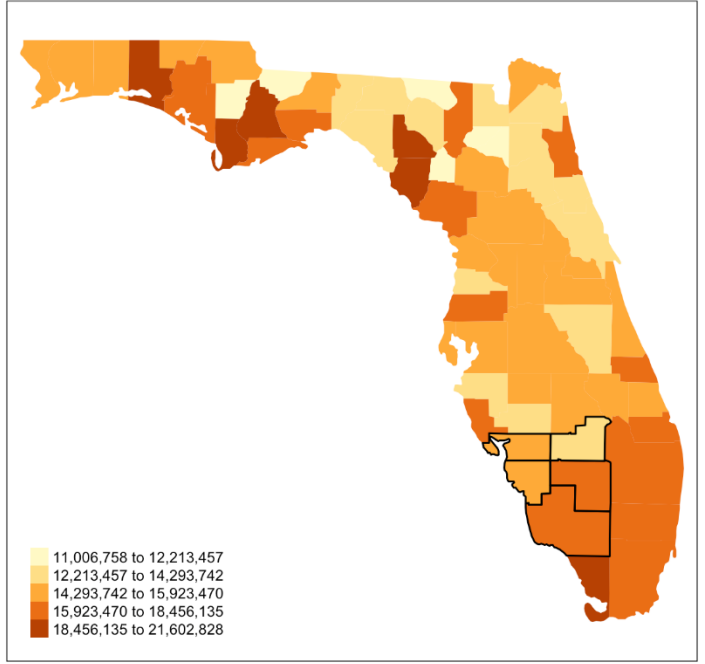 11,006,758 to 12,213,457
12,213,457 to 14,293,742
14,293,742 to 15,923,470
15,923,470 to 18,456,135
18,456,135 to 21,602,828